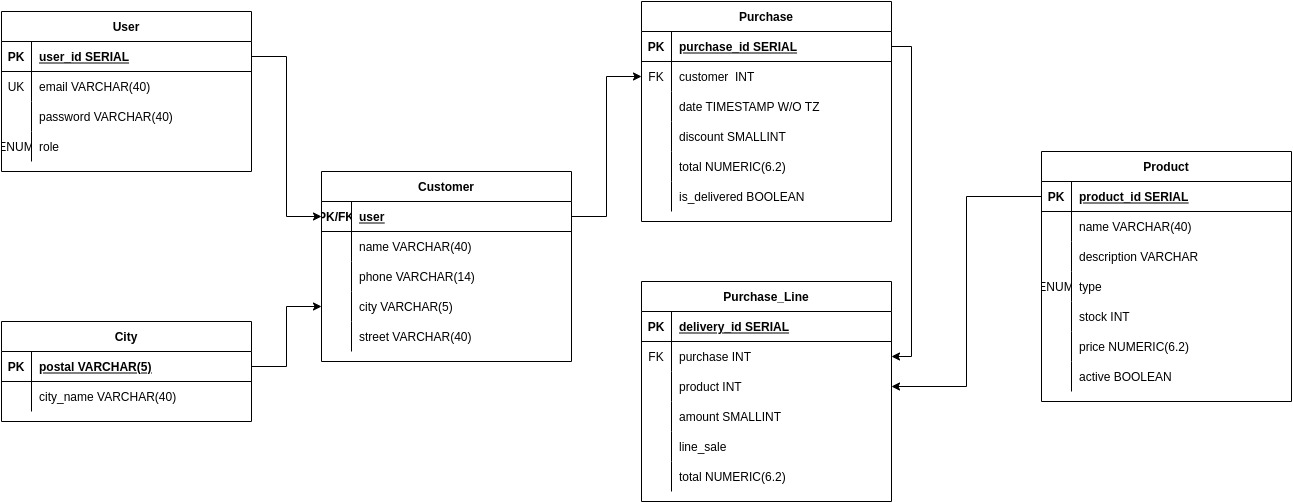 User
PK user_id SERIAL
UK email VARCHAR(40)
password VARCHAR(40)
ENUM role
City
PK postal VARCHAR(5)
city_name VARCHAR(40)
Customer
PK/FK user
name VARCHAR(40)
phone VARCHAR(14)
city VARCHAR(5)
street VARCHAR(40)
Purchase
PK purchase_id SERIAL
FK customer INT
date TIMESTAMP W/O TZ
discount SMALLINT
total NUMERIC(6.2)
is_delivered BOOLEAN
Purchase_Line
PK delivery_id SERIAL
FK purchase INT
product INT
amount SMALLINT
line_sale
total NUMERIC(6.2)
Product
PK product_id SERIAL
name VARCHAR(40)
description VARCHAR
ENUM type
stock INT
price NUMERIC(6.2)
active BOOLEAN